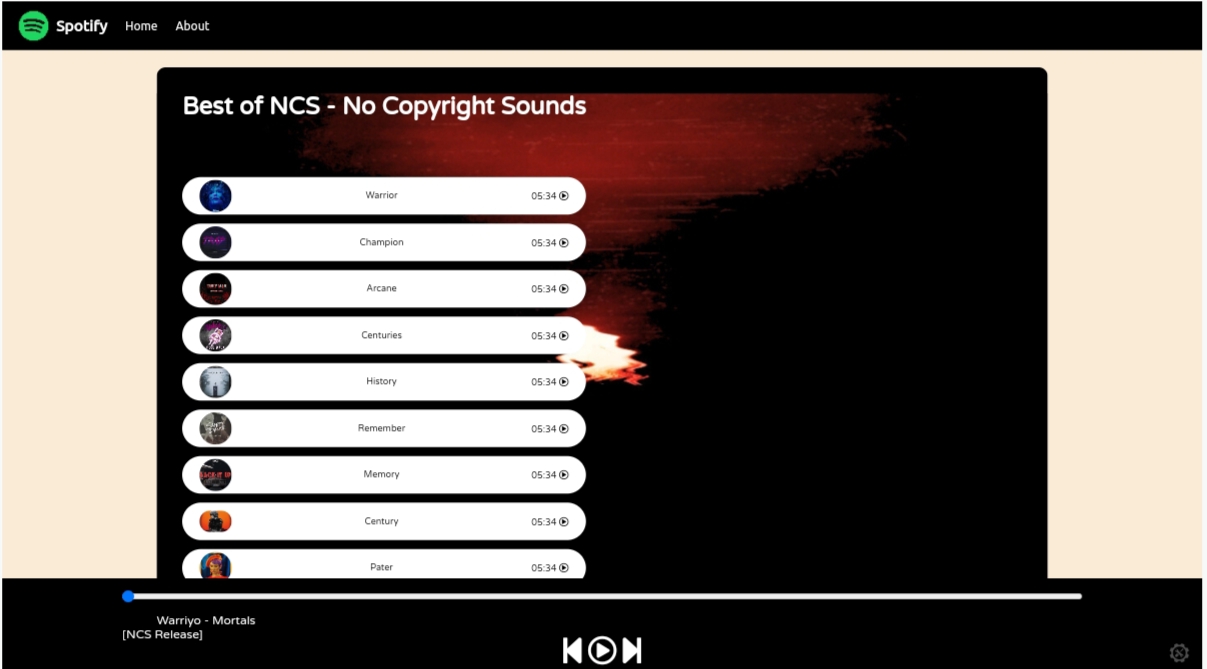 Spotify Home About
Best of NCS - No Copyright Sounds
Warrior 05:34
Champion 05:34
Arcane 05:34
Centuries 05:34
History 05:34
Remember 05:34
Memory 05:34
Century 05:34
Pater 05:34
Warriyo - Mortals
[NCS Release]